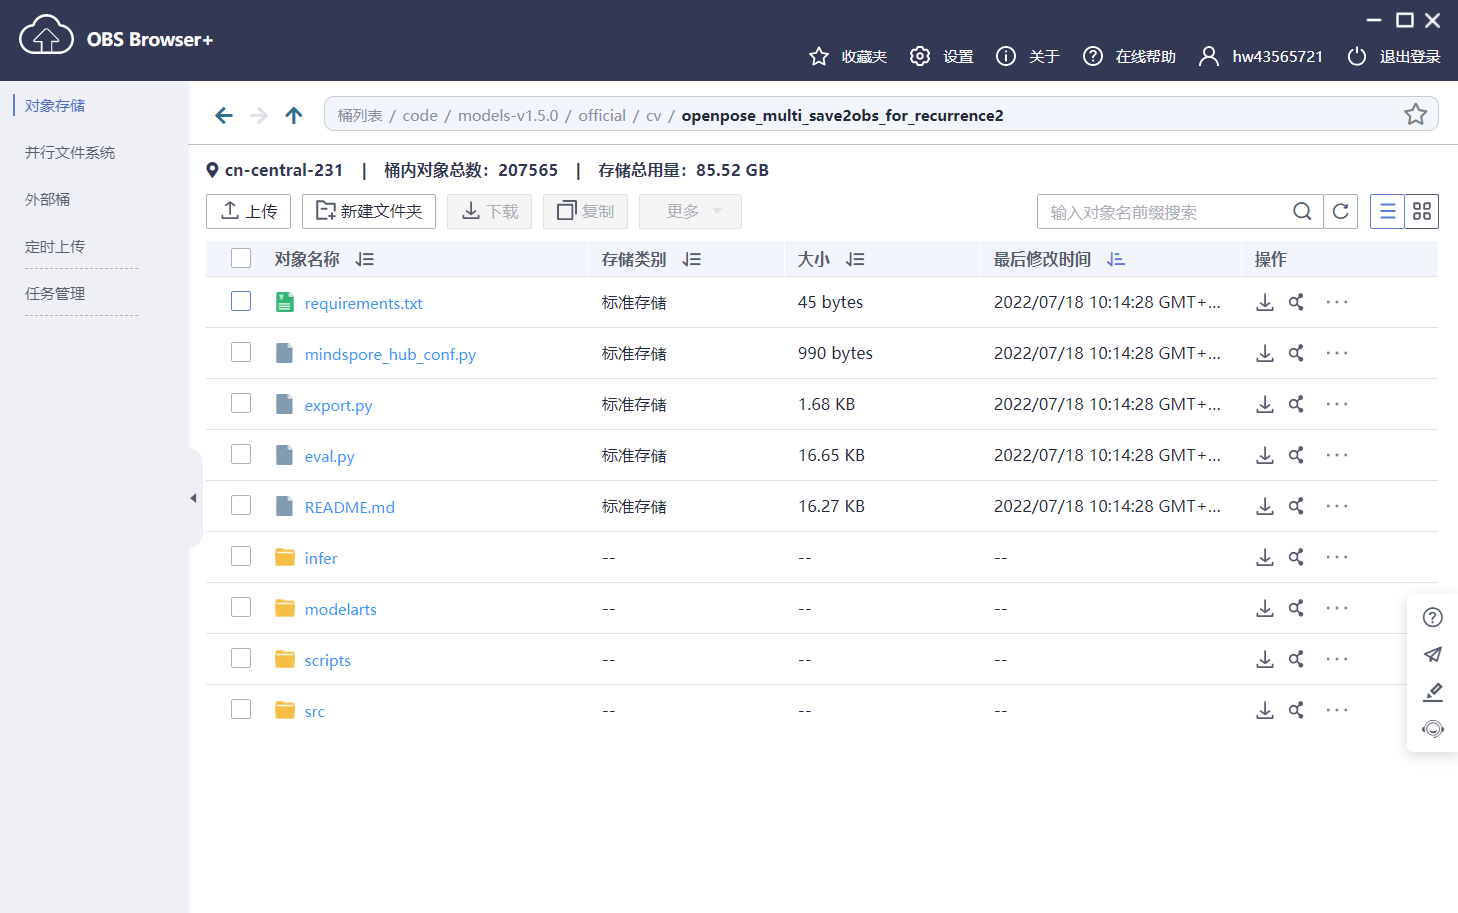 OBS Browser+
收藏夹 设置 关于 在线帮助 hw43565721 退出登录
对象存储
并行文件系统
外部桶
定时上传
任务管理
桶列表 / code / models-v1.5.0 / official / cv / openpose_multi_save2obs_for_recurrence2
cn-central-231 | 桶内对象总数：207565 | 存储总用量：85.52 GB
上传 新建文件夹 下载 复制 更多 输入对象名前缀搜索
对象名称 存储类别 大小 最后修改时间 操作
requirements.txt 标准存储 45 bytes 2022/07/18 10:14:28 GMT+... ...
mindspore_hub_conf.py 标准存储 990 bytes 2022/07/18 10:14:28 GMT+... ...
export.py 标准存储 1.68 KB 2022/07/18 10:14:28 GMT+... ...
eval.py 标准存储 16.65 KB 2022/07/18 10:14:28 GMT+... ...
README.md 标准存储 16.27 KB 2022/07/18 10:14:28 GMT+... ...
infer -- -- -- ...
modelarts -- -- -- ...
scripts -- -- -- ...
src -- -- -- ...